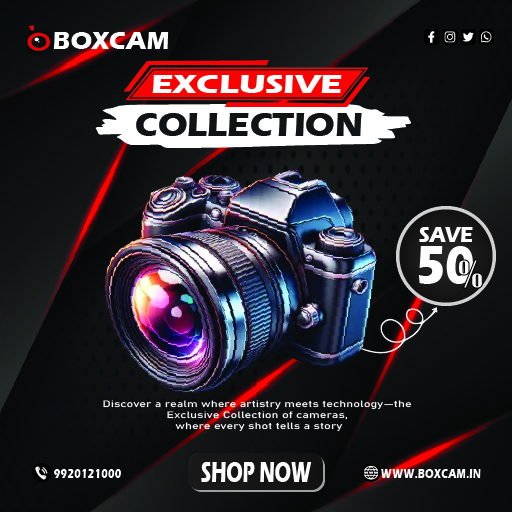 BOXCAM
EXCLUSIVE
COLLECTION
SAVE
50%
Discover a realm where artistry meets technology—the
Exclusive Collection of cameras,
where every shot tells a story
9920121000
SHOP NOW
WWW.BOXCAM.IN